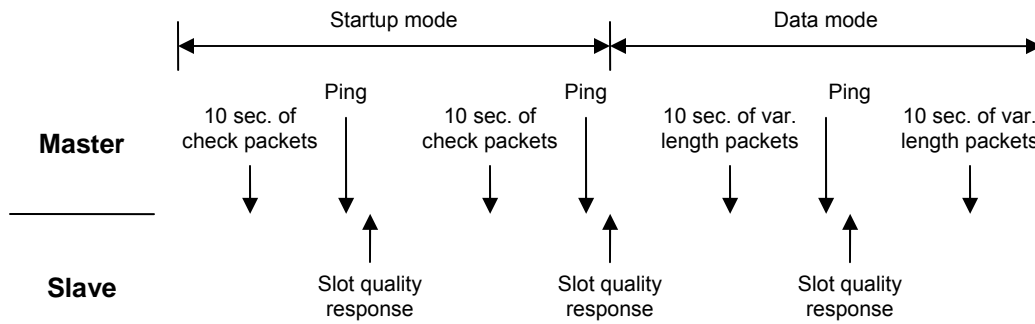 Startup mode
Data mode
Ping
Ping
Ping
10 sec. of
check packets
10 sec. of
check packets
10 sec. of var.
length packets
10 sec. of var.
length packets
Master
Slave
Slot quality
response
Slot quality
response
Slot quality
response